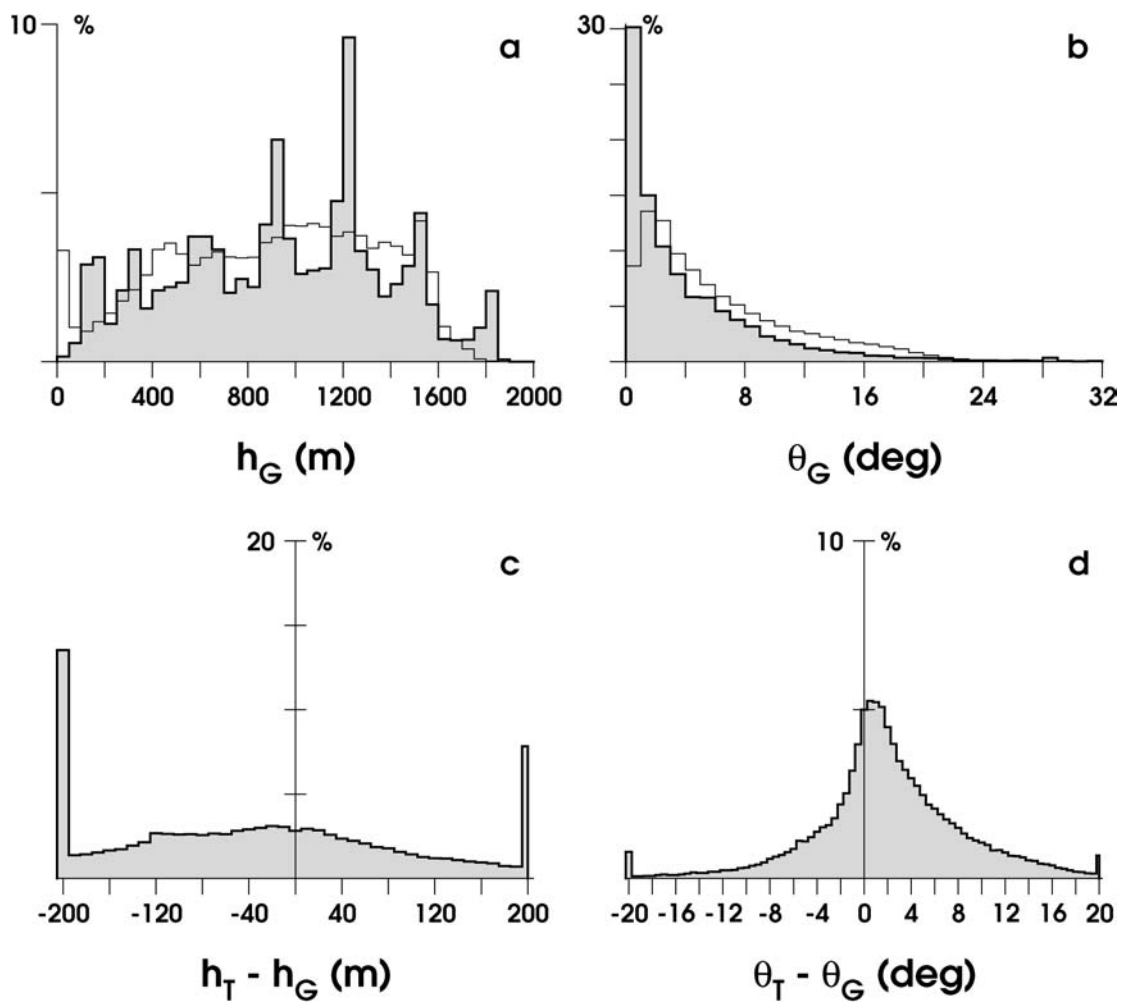 10 % a
0 400 800 1200 1600 2000
h_G (m)
30 % b
0 8 16 24 32
θ_G (deg)
20 % c
-200 -120 -40 40 120 200
h_T - h_G (m)
10 % d
-20 -16 -12 -8 -4 0 4 8 12 16 20
θ_T - θ_G (deg)